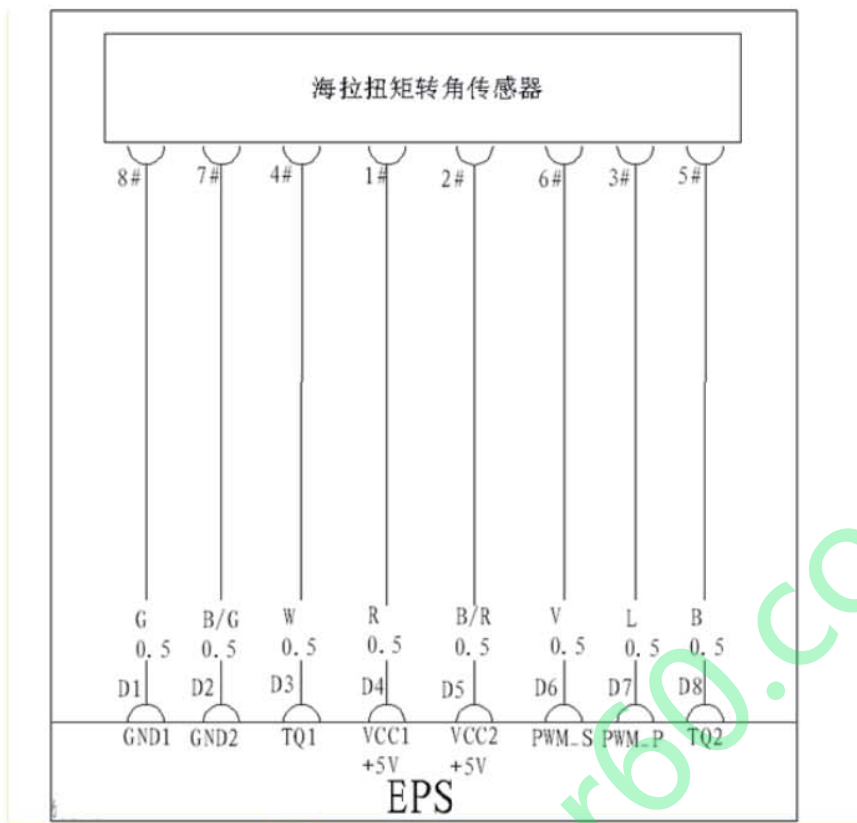 海拉扭矩转角传感器
8# 7# 4# 1# 2# 6# 3# 5#
G B/G W R B/R V L B
0.5 0.5 0.5 0.5 0.5 0.5 0.5 0.5
D1 D2 D3 D4 D5 D6 D7 D8
GND1 GND2 TQ1 VCC1 VCC2 PWM_S PWM_P TQ2
+5V +5V
EPS
r60.co